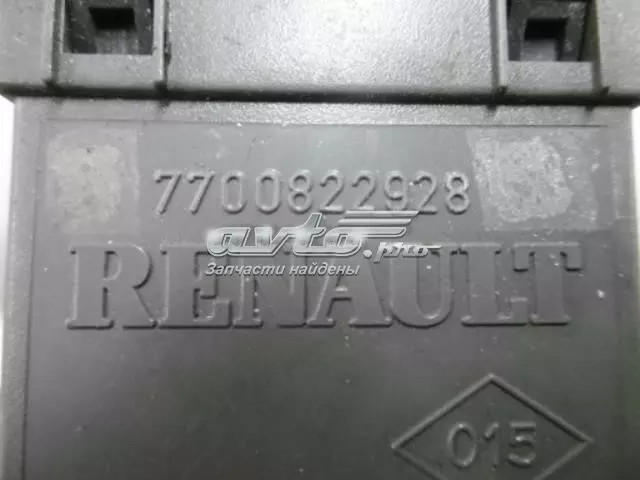 7700822928
avto.pro
Запчасти найдены
RENAULT
015